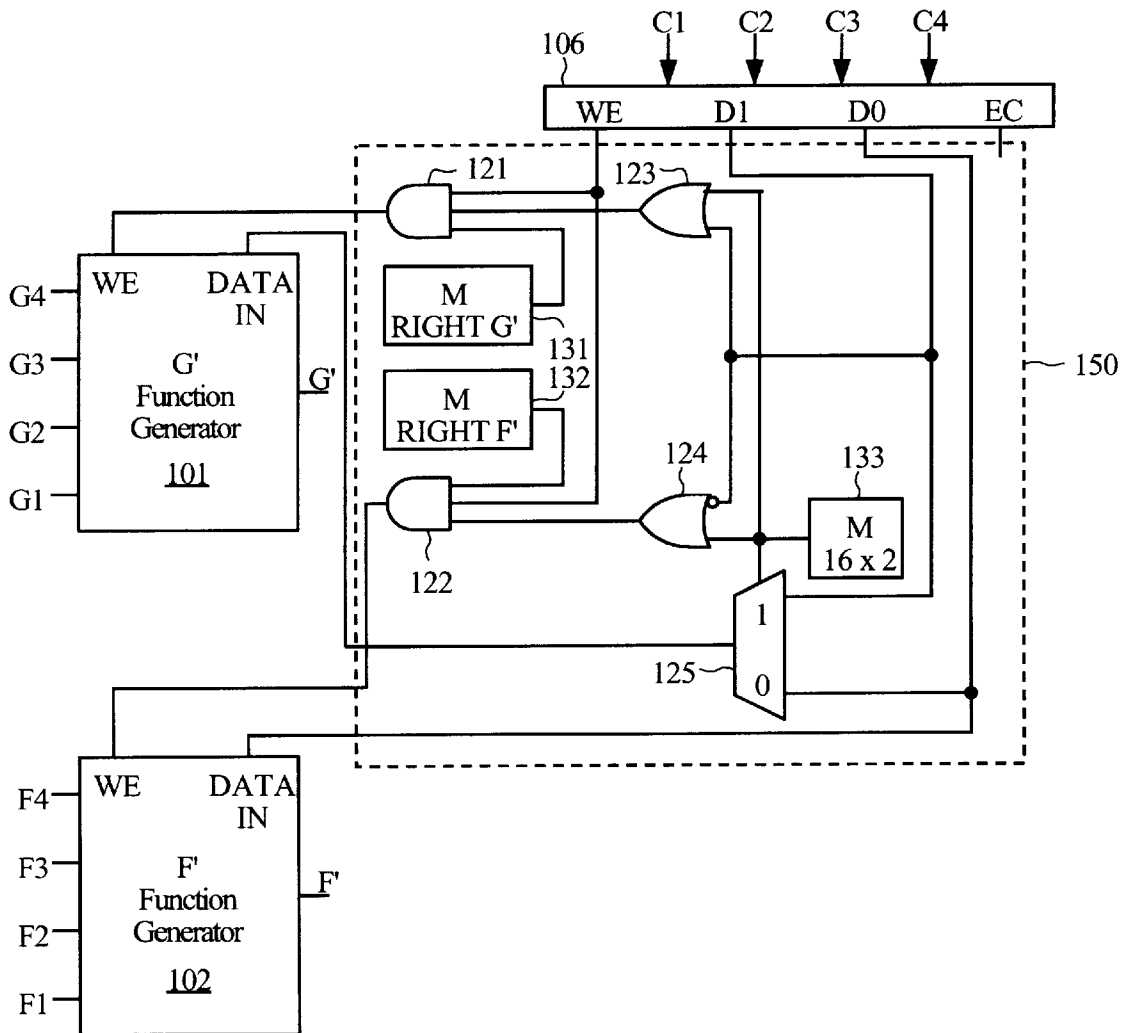 C1 C2 C3 C4
106
WE D1 D0 EC
121
123
WE DATA IN
G4
G3
G2
G1
G'
Function
Generator
101
G'
M
RIGHT G'
131
132
M
RIGHT F'
150
124
133
M
16 x 2
122
1
125
0
WE DATA IN
F4
F3
F2
F1
F'
Function
Generator
102
F'